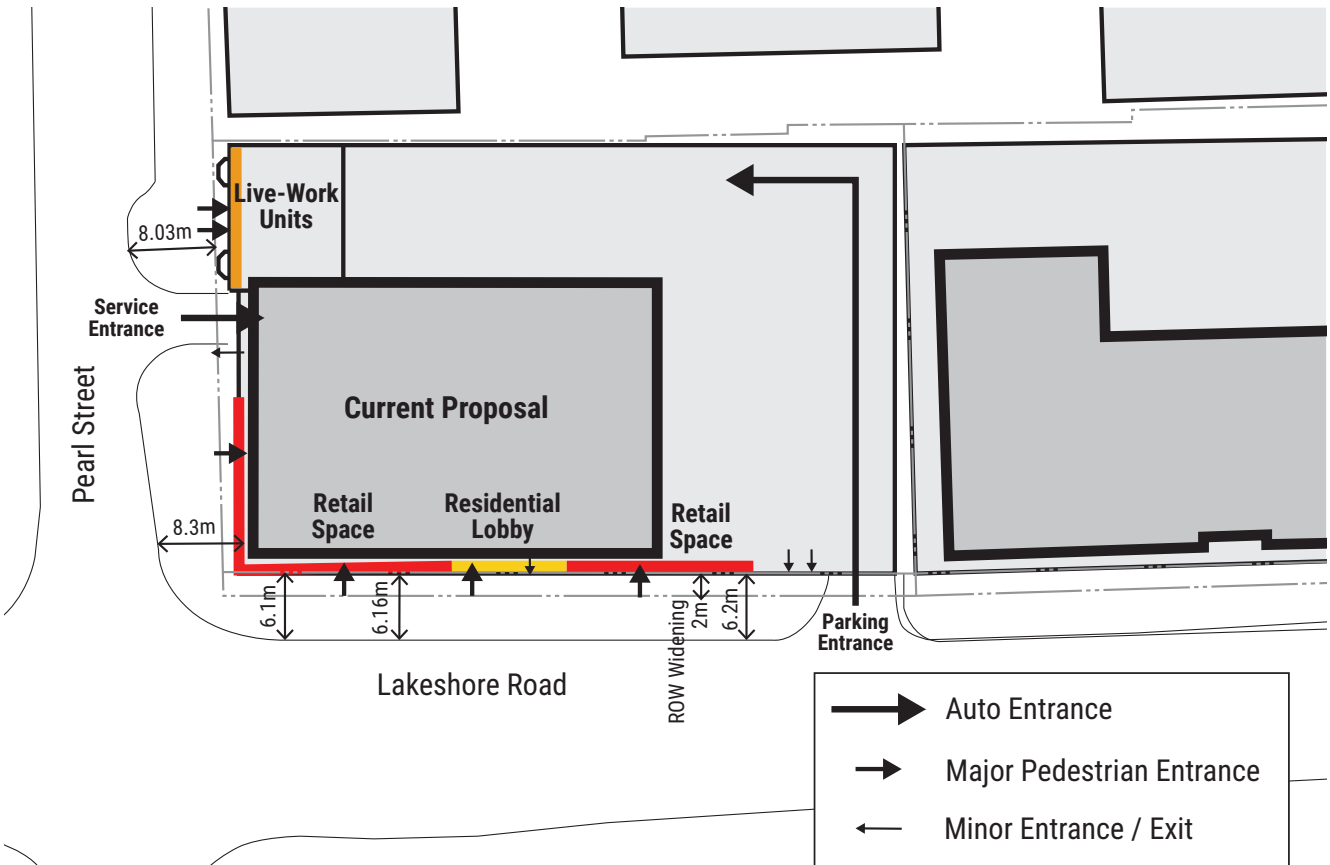 Live-Work
Units
8.03m
Service
Entrance
Pearl Street
Current Proposal
Retail
Space
Residential
Lobby
Retail
Space
8.3m
6.1m
6.16m
ROW Widening
2m
6.2m
Parking
Entrance
Lakeshore Road
Auto Entrance
Major Pedestrian Entrance
Minor Entrance / Exit